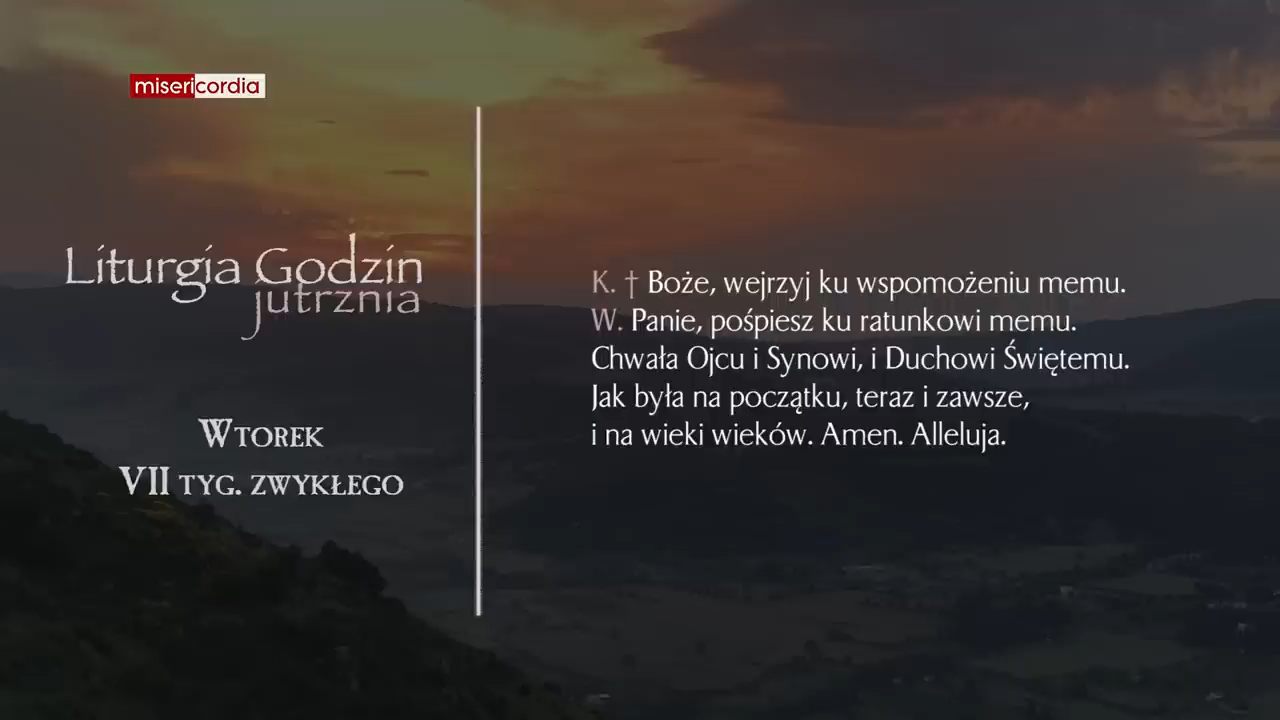 misericordia
Liturgia Godzin
jutrznia
Wtorek
VII tyg. zwykłego
K. † Boże, wejrzyj ku wspomożeniu memu.
W. Panie, pośpiesz ku ratunkowi memu.
Chwała Ojcu i Synowi, i Duchowi Świętemu.
Jak była na początku, teraz i zawsze,
i na wieki wieków. Amen. Alleluja.